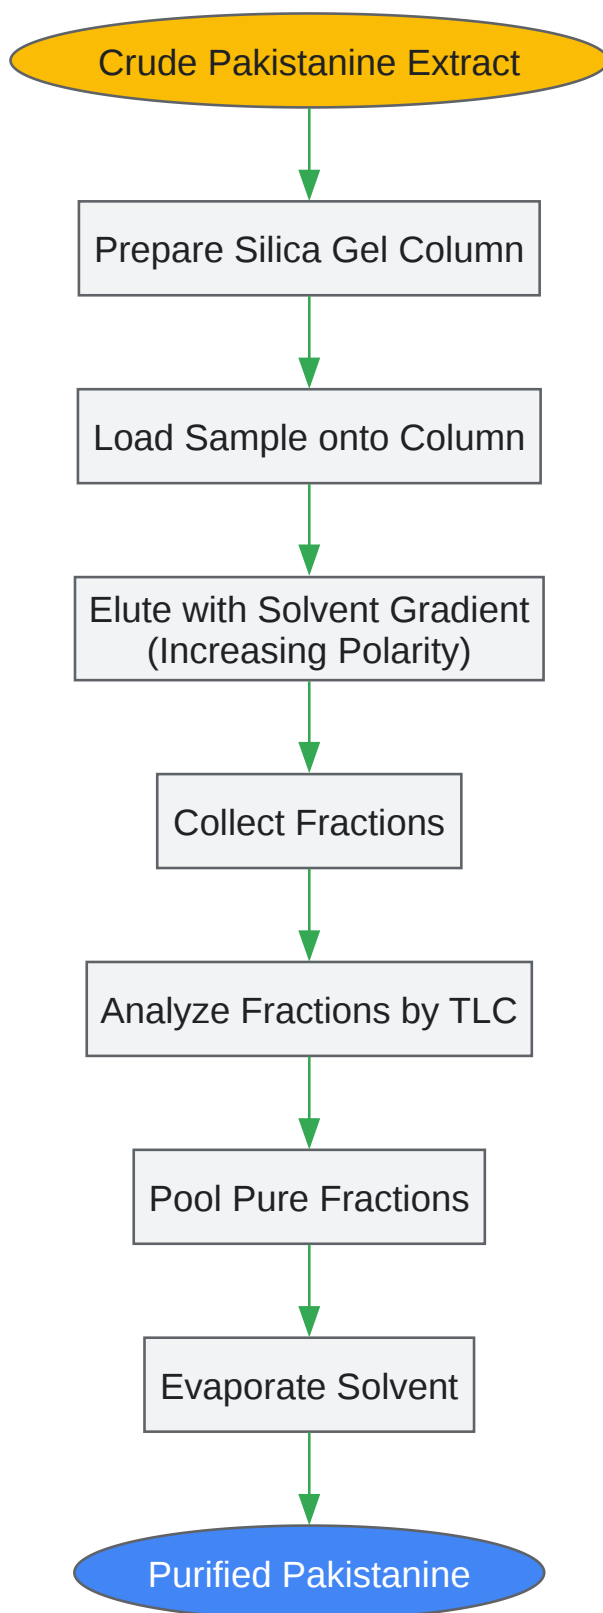 Crude Pakistanine Extract
Prepare Silica Gel Column
Load Sample onto Column
Elute with Solvent Gradient
(Increasing Polarity)
Collect Fractions
Analyze Fractions by TLC
Pool Pure Fractions
Evaporate Solvent
Purified Pakistanine